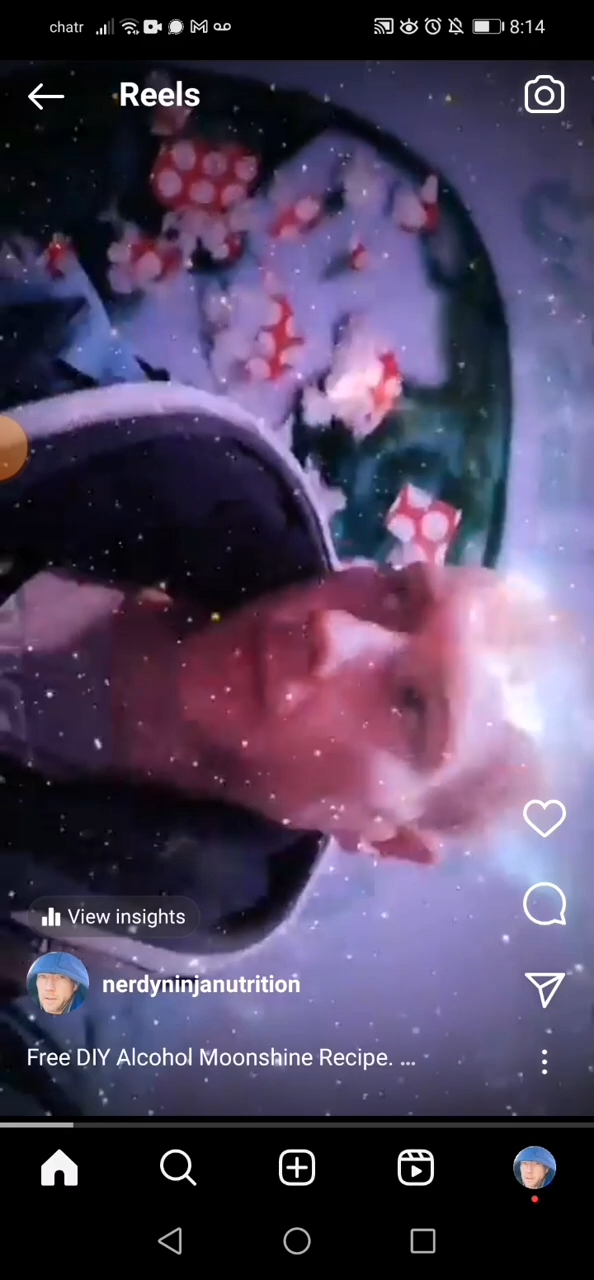 chatr 8:14
Reels
View insights
nerdyninjanutrition
Free DIY Alcohol Moonshine Recipe. ...